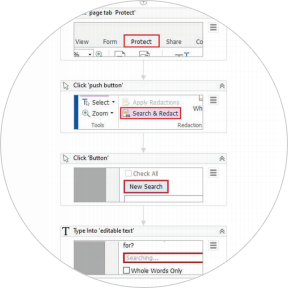 page tab 'Protect'
View Form Protect Share Co
% Q
Click 'push button'
Select Apply Redactions
Zoom Search & Redact Wh
Tools Redaction
Click 'Button'
Check All
New Search
Type Into 'editable text'
for?
Searching...
Whole Words Only